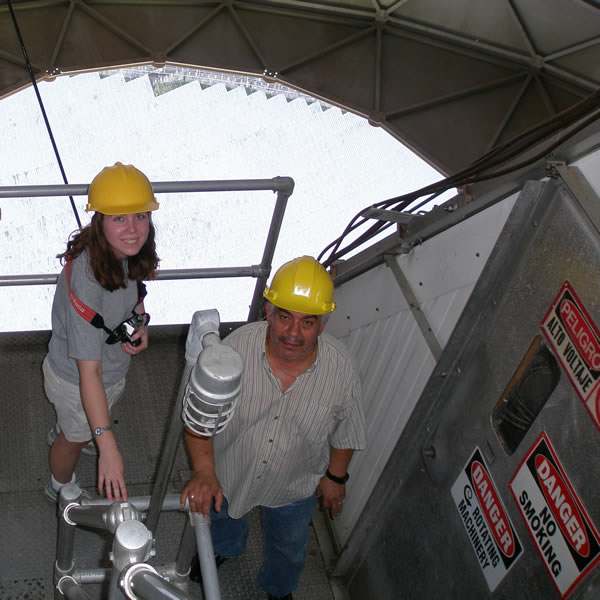 PELIGRO
ALTO VOLTAJE
DANGER
ROTATING
MACHINERY
DANGER
NO
SMOKING